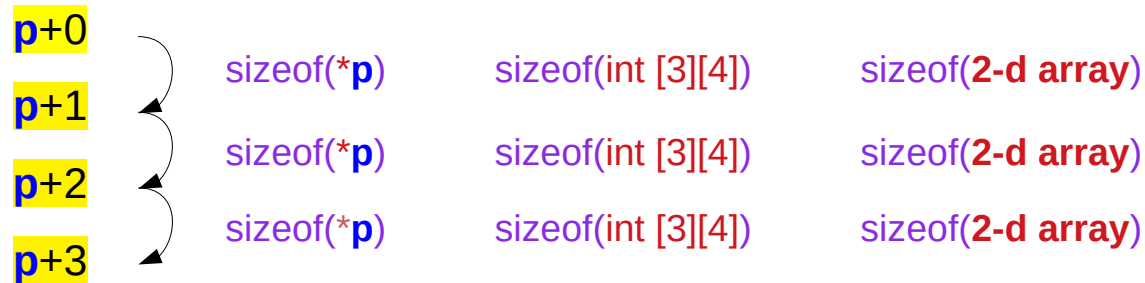 p+0
sizeof(*p) sizeof(int [3][4]) sizeof(2-d array)
p+1
sizeof(*p) sizeof(int [3][4]) sizeof(2-d array)
p+2
sizeof(*p) sizeof(int [3][4]) sizeof(2-d array)
p+3